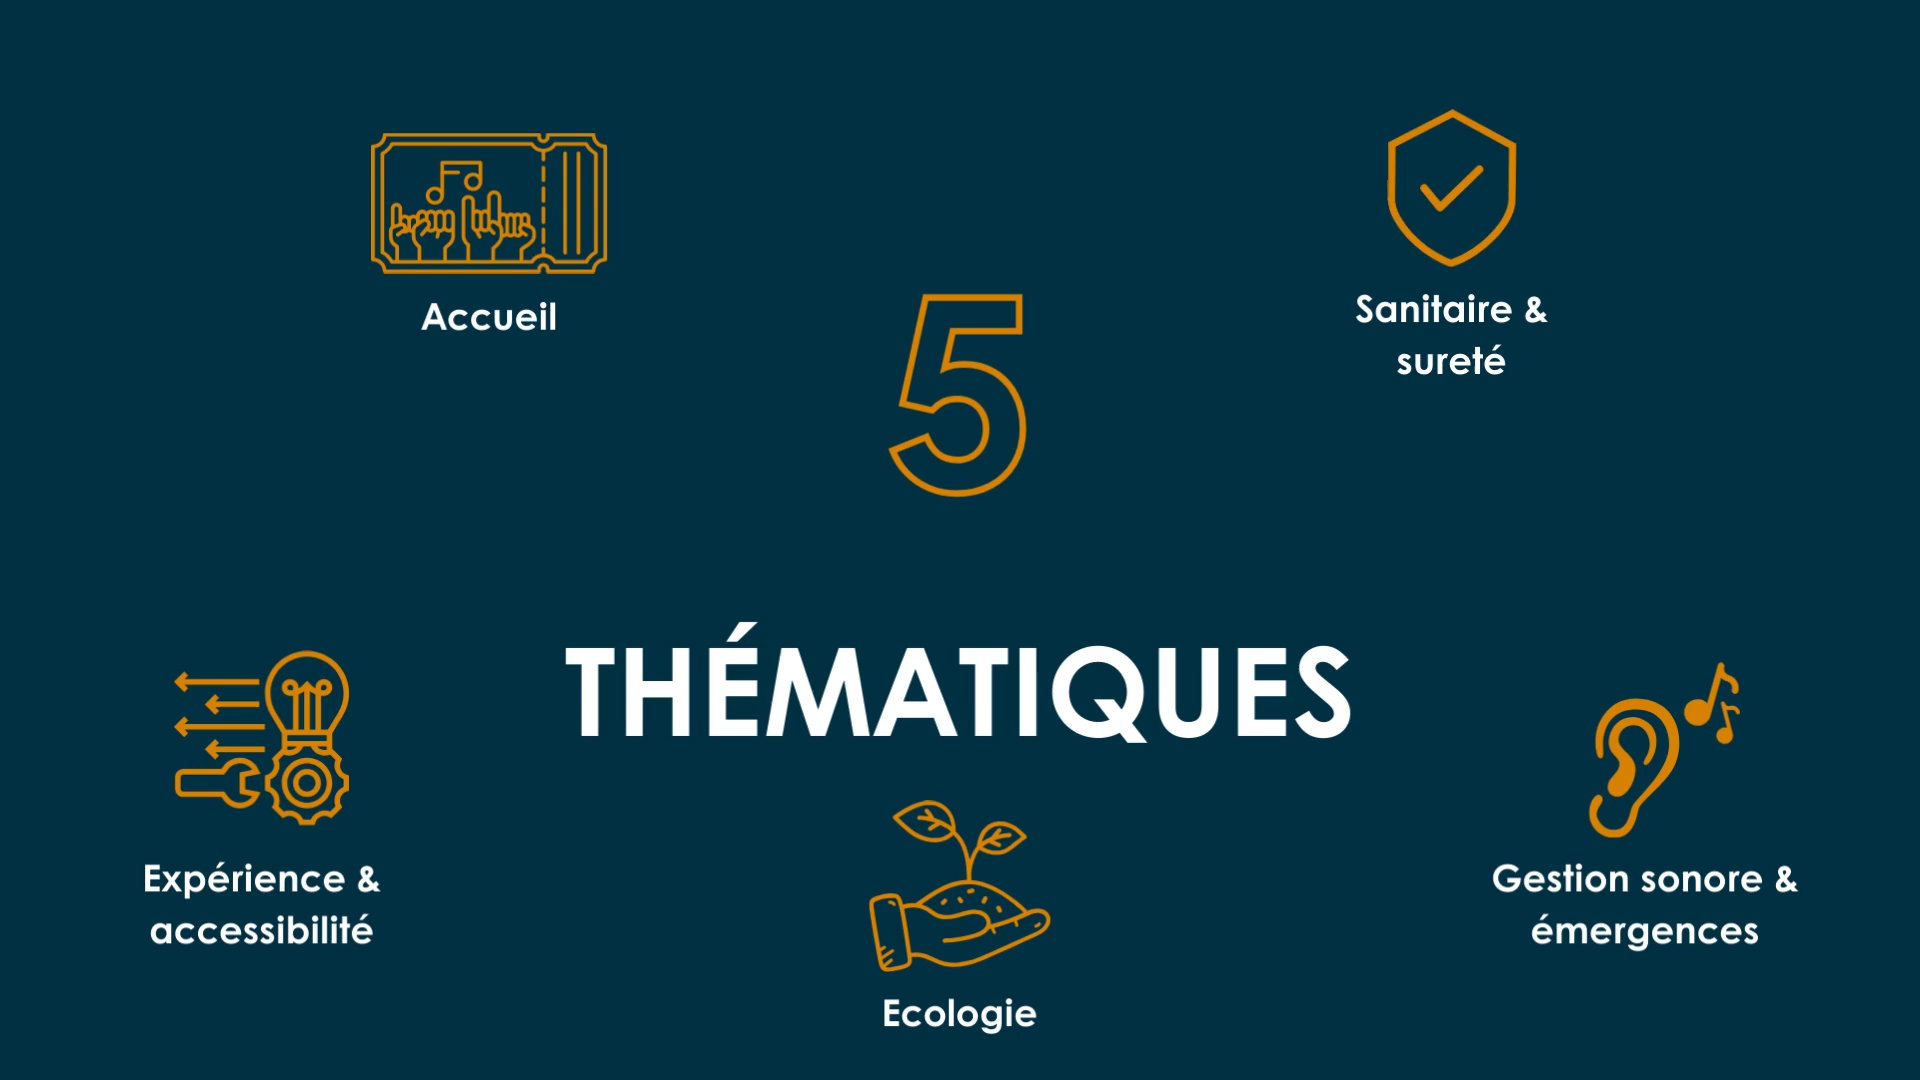 Accueil
Sanitaire &
sureté
5
THÉMATIQUES
Expérience &
accessibilité
Gestion sonore &
émergences
Ecologie